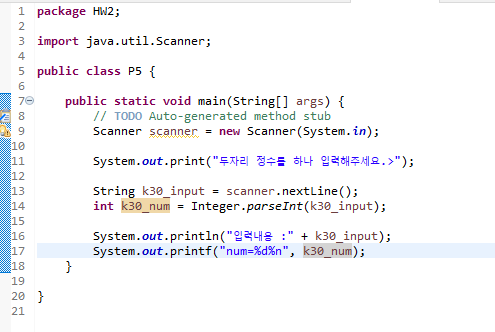 1 package HW2;
2
3 import java.util.Scanner;
4
5 public class P5 {
6
7 public static void main(String[] args) {
8 // TODO Auto-generated method stub
9 Scanner scanner = new Scanner(System.in);
10
11 System.out.print("두자리 정수를 하나 입력해주세요.>");
12
13 String k30_input = scanner.nextLine();
14 int k30_num = Integer.parseInt(k30_input);
15
16 System.out.println("입력내용 :" + k30_input);
17 System.out.printf("num=%d%n", k30_num);
18 }
19
20 }
21